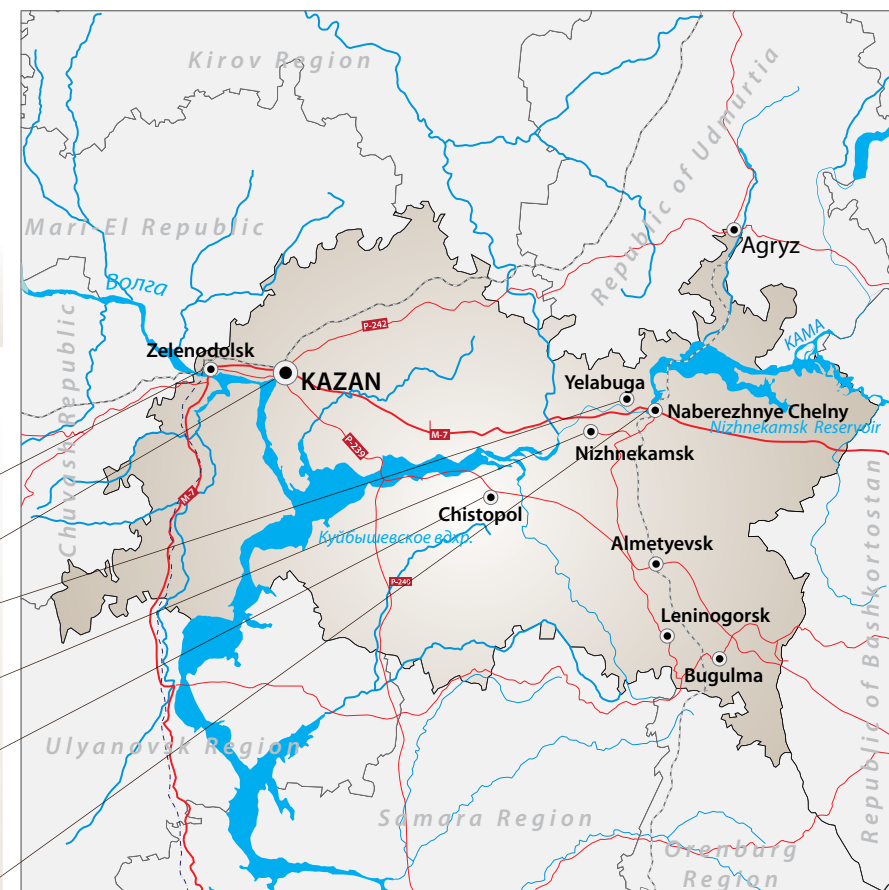 Kirov Region
Republic of Udmurtia
Mari-El Republic
Agryz
Волга
Chuvask Republic
P-242
КАМА
Zelenodolsk
KAZAN
Yelabuga
Naberezhnye Chelny
Nizhnekamsk Reservoir
M-7
P-239
Nizhnekamsk
M-7
Chistopol
Куйбышевское вдхр.
Almetyevsk
P-240
Leninogorsk
Bugulma
Republic of Bashkortostan
Ulyanovsk Region
Samara Region
Orenburg
Region